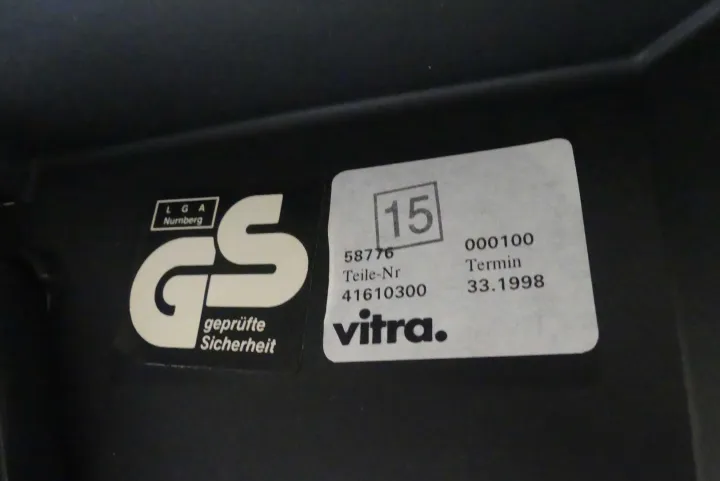 L G A
Nurnberg
GS
geprüfte
Sicherheit
15
58776 000100
Teile-Nr Termin
41610300 33.1998
vitra.